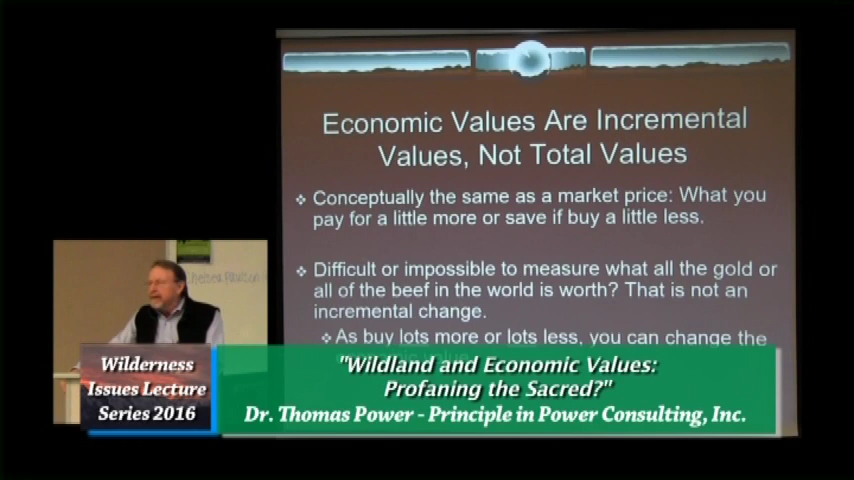 Economic Values Are Incremental
Values, Not Total Values
❖ Conceptually the same as a market price: What you
pay for a little more or save if buy a little less.
❖ Difficult or impossible to measure what all the gold or
all of the beef in the world is worth? That is not an
incremental change.
❖ As buy lots more or lots less, you can change the
Wilderness
Issues Lecture
Series 2016
"Wildland and Economic Values:
Profaning the Sacred?"
Dr. Thomas Power - Principle in Power Consulting, Inc.